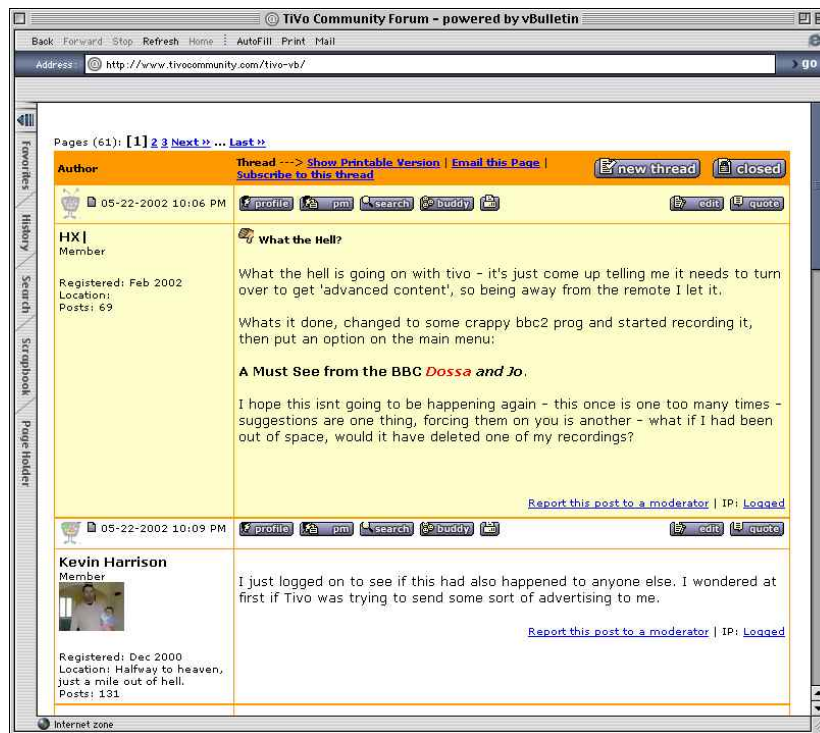 TiVo Community Forum - powered by vBulletin
Back Forward Stop Refresh Home AutoFill Print Mail
Address: http://www.tivocommunity.com/tivo-vb/ go
Favorites
History
Search
Scrapbook
Page Holder
Pages (61): [1] 2 3 Next » ... Last »
Author
Thread ---> Show Printable Version | Email this Page |
Subscribe to this thread
new thread closed
05-22-2002 10:06 PM profile pm search buddy edit quote
HX|
Member
Registered: Feb 2002
Location:
Posts: 69
What the Hell?
What the hell is going on with tivo - it's just come up telling me it needs to turn
over to get 'advanced content', so being away from the remote I let it.
Whats it done, changed to some crappy bbc2 prog and started recording it,
then put an option on the main menu:
A Must See from the BBC Dossa and Jo.
I hope this isnt going to be happening again - this once is one too many times -
suggestions are one thing, forcing them on you is another - what if I had been
out of space, would it have deleted one of my recordings?
Report this post to a moderator | IP: Logged
05-22-2002 10:09 PM profile pm search buddy edit quote
Kevin Harrison
Member
Registered: Dec 2000
Location: Halfway to heaven,
just a mile out of hell.
Posts: 131
I just logged on to see if this had also happened to anyone else. I wondered at
first if Tivo was trying to send some sort of advertising to me.
Report this post to a moderator | IP: Logged
Internet zone